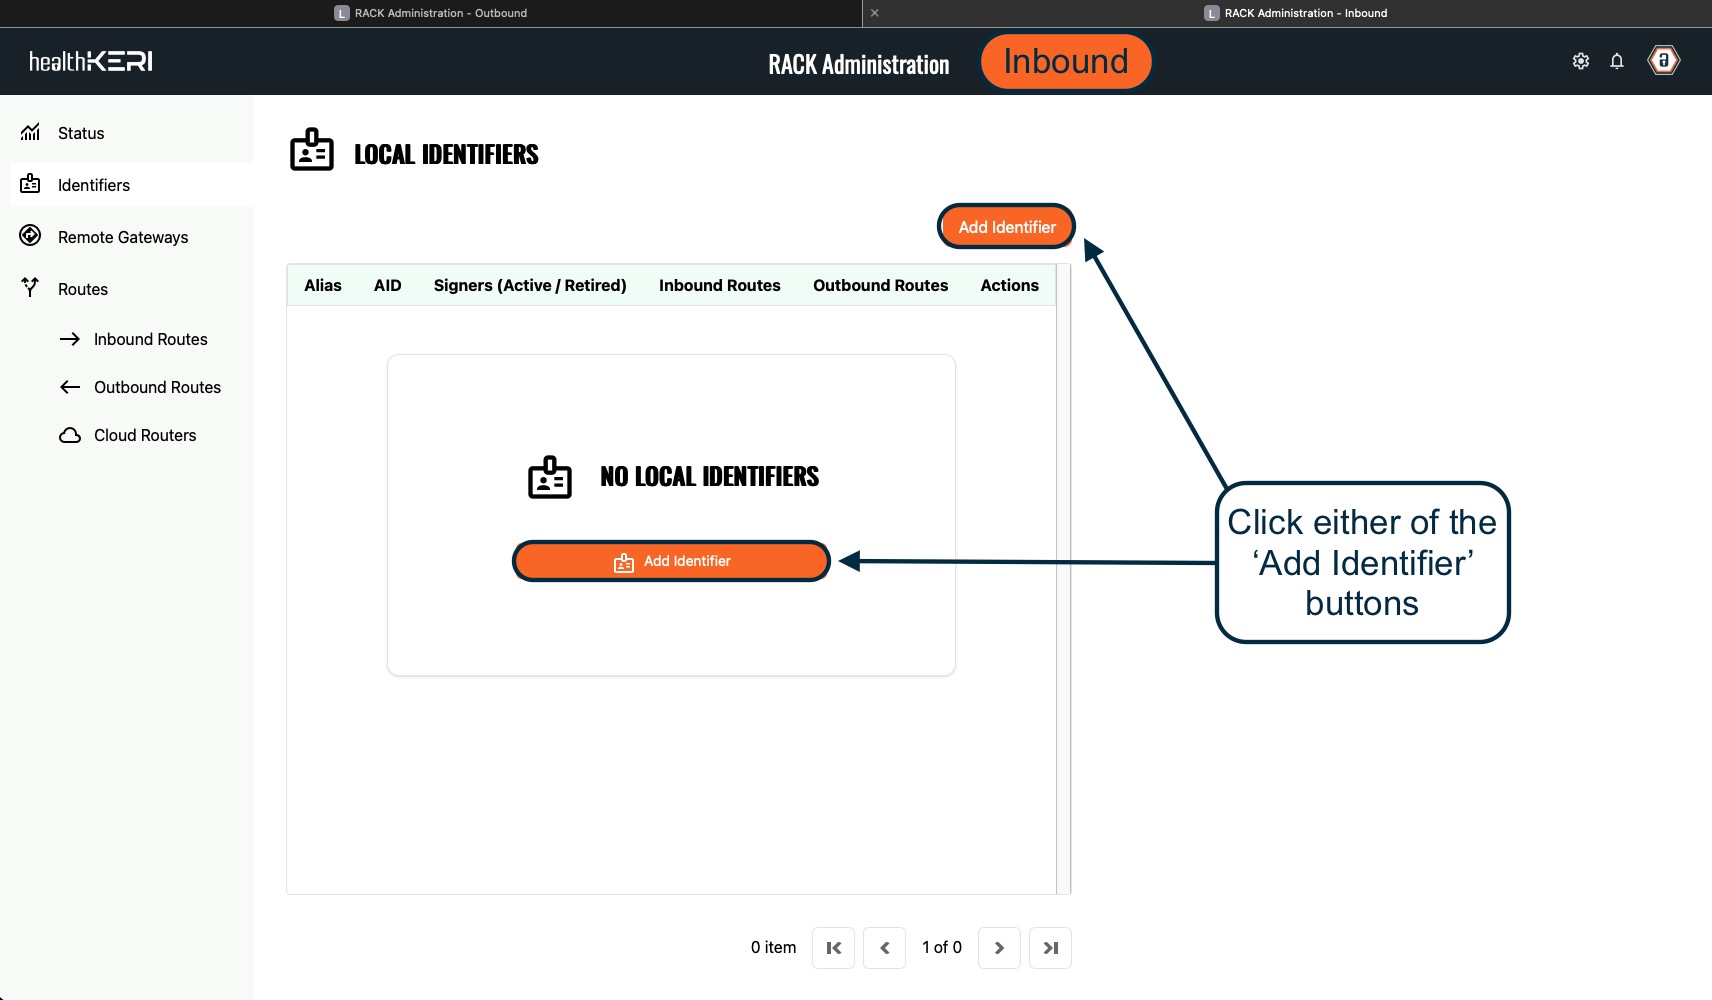 L RACK Administration - Outbound
L RACK Administration - Inbound
healthKERI
RACK Administration
Inbound
Status
Identifiers
Remote Gateways
Routes
Inbound Routes
Outbound Routes
Cloud Routers
LOCAL IDENTIFIERS
Add Identifier
Alias AID Signers (Active / Retired) Inbound Routes Outbound Routes Actions
NO LOCAL IDENTIFIERS
Add Identifier
Click either of the
‘Add Identifier’
buttons
0 item 1 of 0